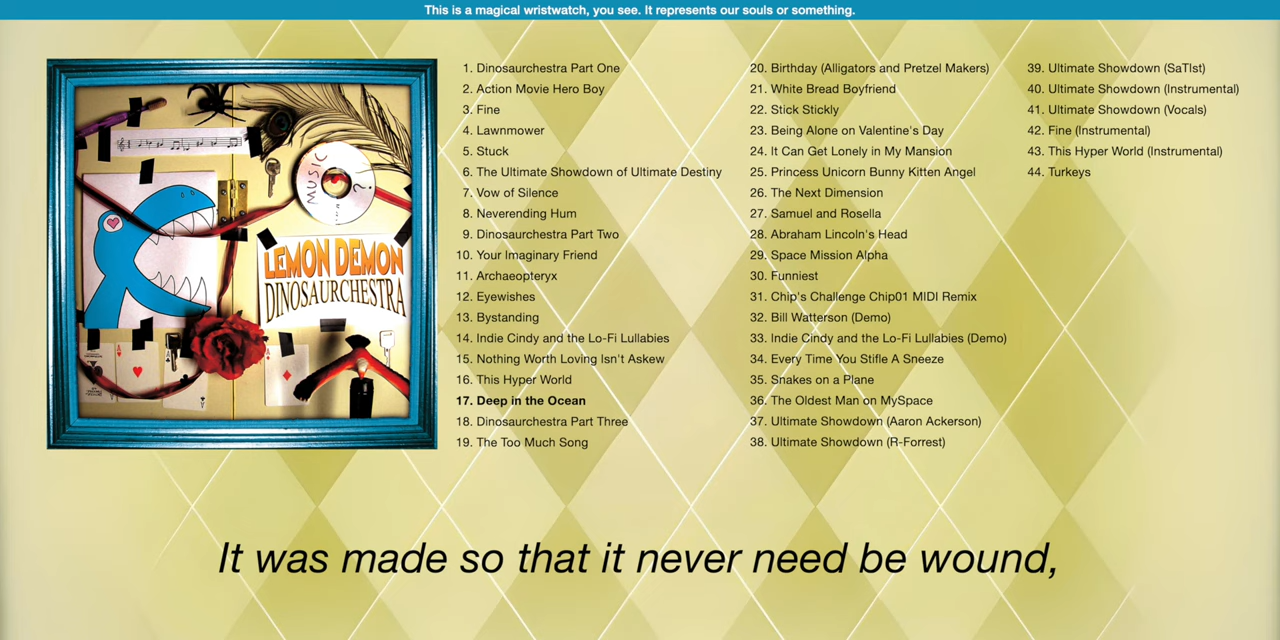 This is a magical wristwatch, you see. It represents our souls or something.
MUSIC
LEMON DEMON
DINOSAURCHESTRA
1. Dinosaurchestra Part One
2. Action Movie Hero Boy
3. Fine
4. Lawnmower
5. Stuck
6. The Ultimate Showdown of Ultimate Destiny
7. Vow of Silence
8. Neverending Hum
9. Dinosaurchestra Part Two
10. Your Imaginary Friend
11. Archaeopteryx
12. Eyewishes
13. Bystanding
14. Indie Cindy and the Lo-Fi Lullabies
15. Nothing Worth Loving Isn't Askew
16. This Hyper World
17. Deep in the Ocean
18. Dinosaurchestra Part Three
19. The Too Much Song
20. Birthday (Alligators and Pretzel Makers)
21. White Bread Boyfriend
22. Stick Stickly
23. Being Alone on Valentine's Day
24. It Can Get Lonely in My Mansion
25. Princess Unicorn Bunny Kitten Angel
26. The Next Dimension
27. Samuel and Rosella
28. Abraham Lincoln's Head
29. Space Mission Alpha
30. Funniest
31. Chip's Challenge Chip01 MIDI Remix
32. Bill Watterson (Demo)
33. Indie Cindy and the Lo-Fi Lullabies (Demo)
34. Every Time You Stifle A Sneeze
35. Snakes on a Plane
36. The Oldest Man on MySpace
37. Ultimate Showdown (Aaron Ackerson)
38. Ultimate Showdown (R-Forrest)
39. Ultimate Showdown (SaTIst)
40. Ultimate Showdown (Instrumental)
41. Ultimate Showdown (Vocals)
42. Fine (Instrumental)
43. This Hyper World (Instrumental)
44. Turkeys
It was made so that it never need be wound,